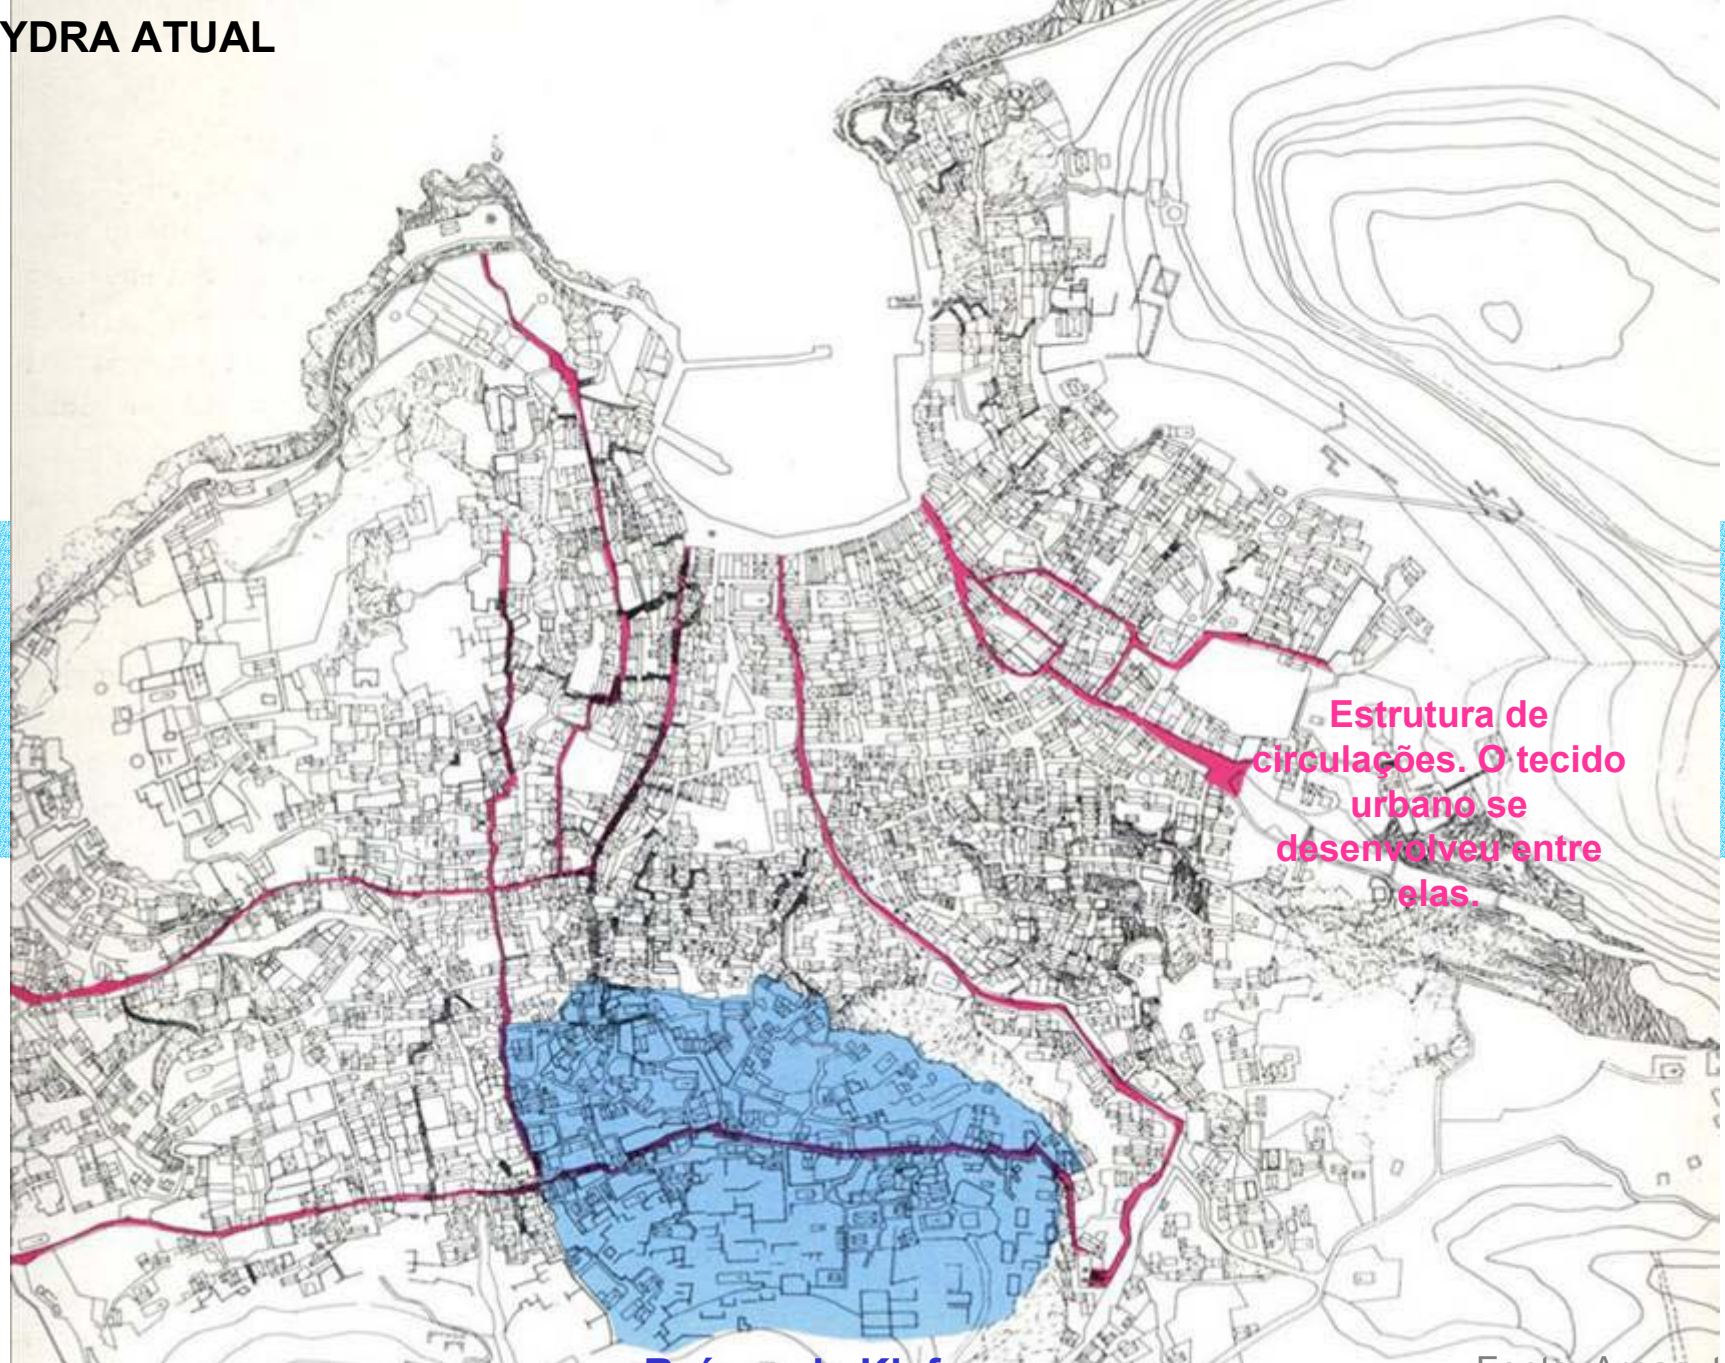 YDRA ATUAL
Estrutura de
circulações. O tecido
urbano se
desenvolveu entre
elas.